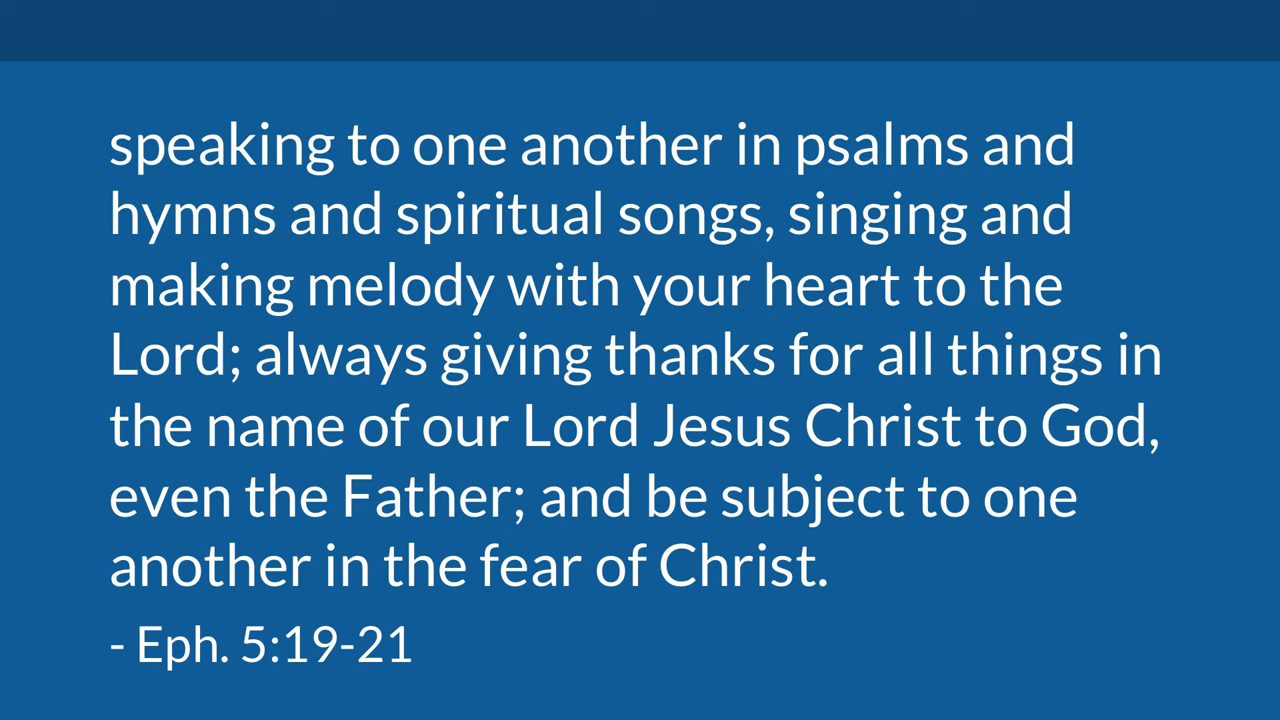 speaking to one another in psalms and
hymns and spiritual songs, singing and
making melody with your heart to the
Lord; always giving thanks for all things in
the name of our Lord Jesus Christ to God,
even the Father; and be subject to one
another in the fear of Christ.
- Eph. 5:19-21